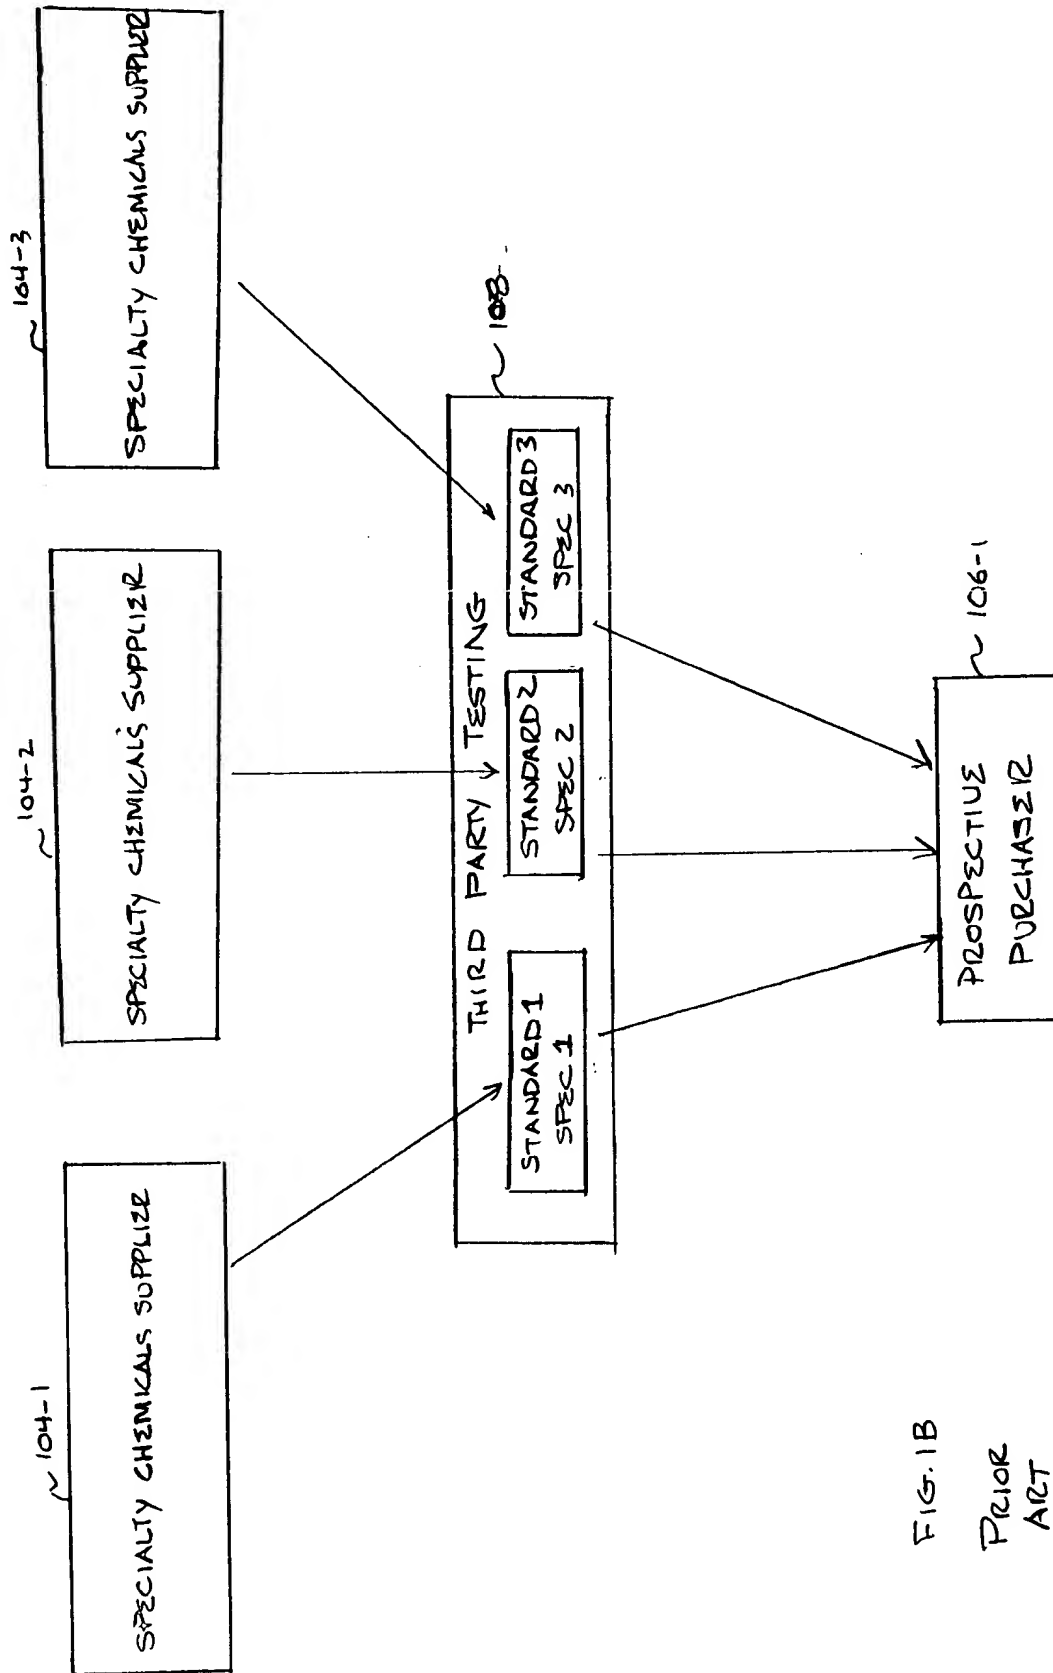 104-1
104-2
104-3
SPECIALTY CHEMICALS SUPPLIER
SPECIALTY CHEMICALS SUPPLIER
SPECIALTY CHEMICALS SUPPLIER
108
THIRD PARTY TESTING
STANDARD 1
SPEC 1
STANDARD 2
SPEC 2
STANDARD 3
SPEC 3
106-1
PROSPECTIVE
PURCHASER
FIG. 1B
PRIOR
ART